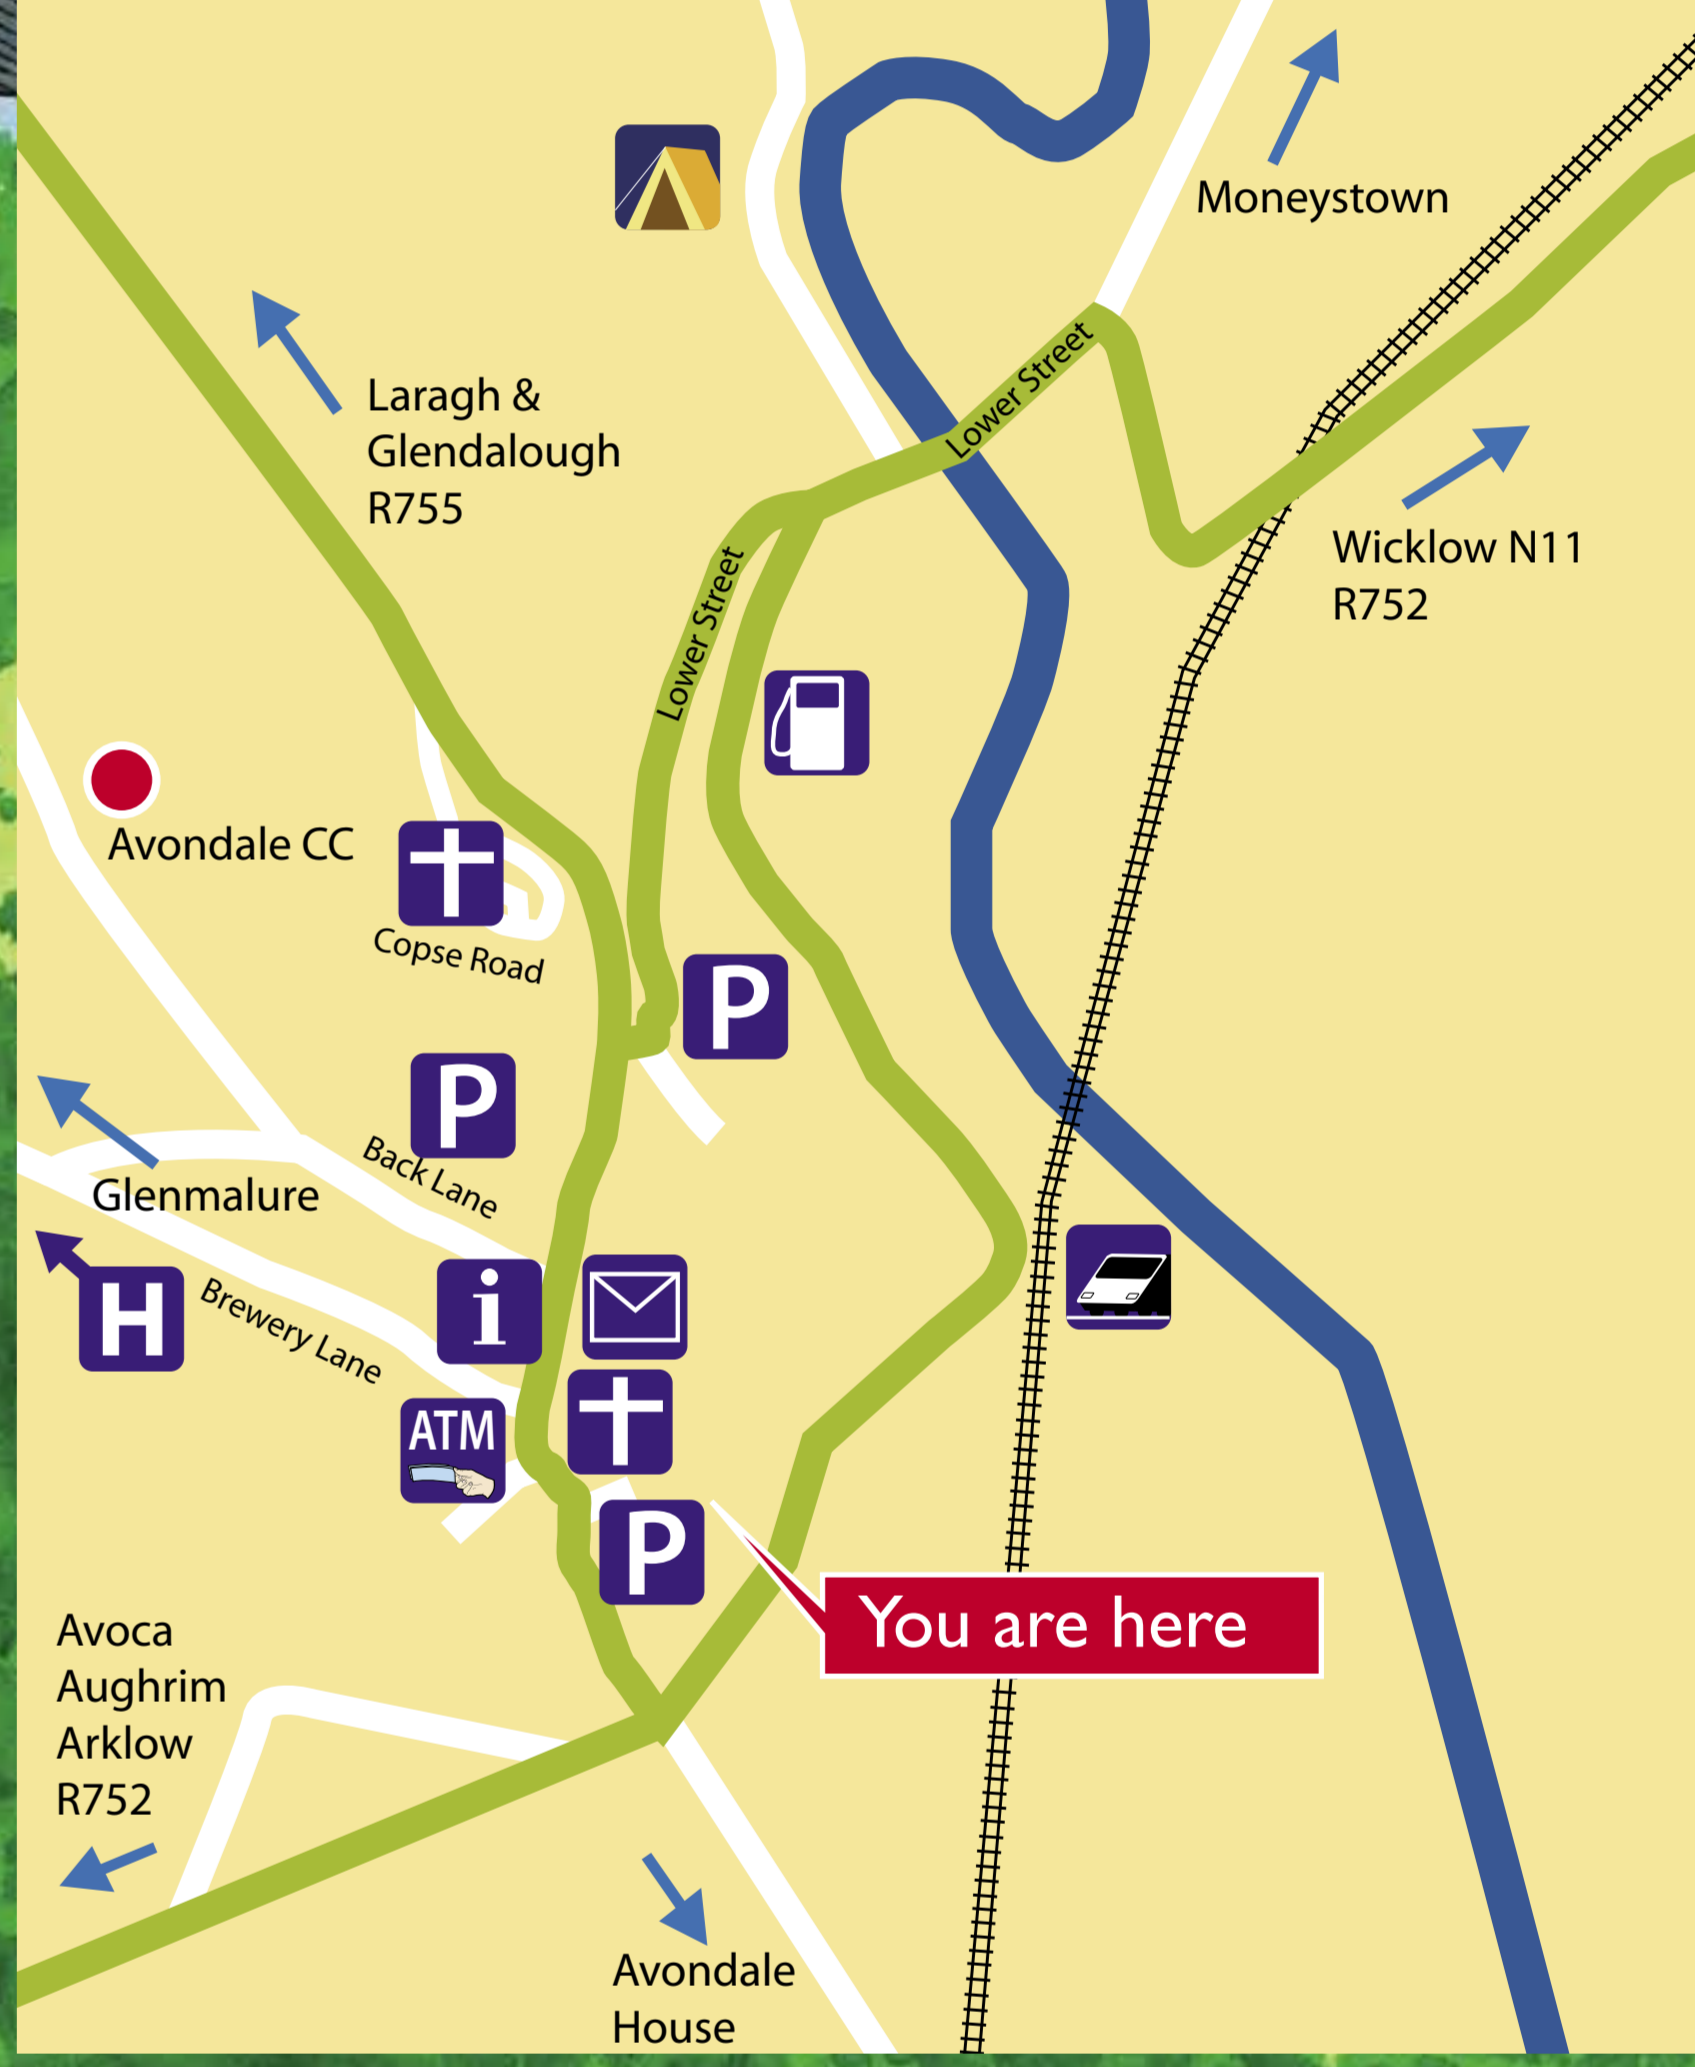 Moneystown
Laragh &
Glendalough
R755
Lower Street
Wicklow N11
R752
Lower Street
Avondale CC
Copse Road
P
P
Back Lane
Glenmalure
H
Brewery Lane
i
ATM
P
You are here
Avoca
Aughrim
Arklow
R752
Avondale
House